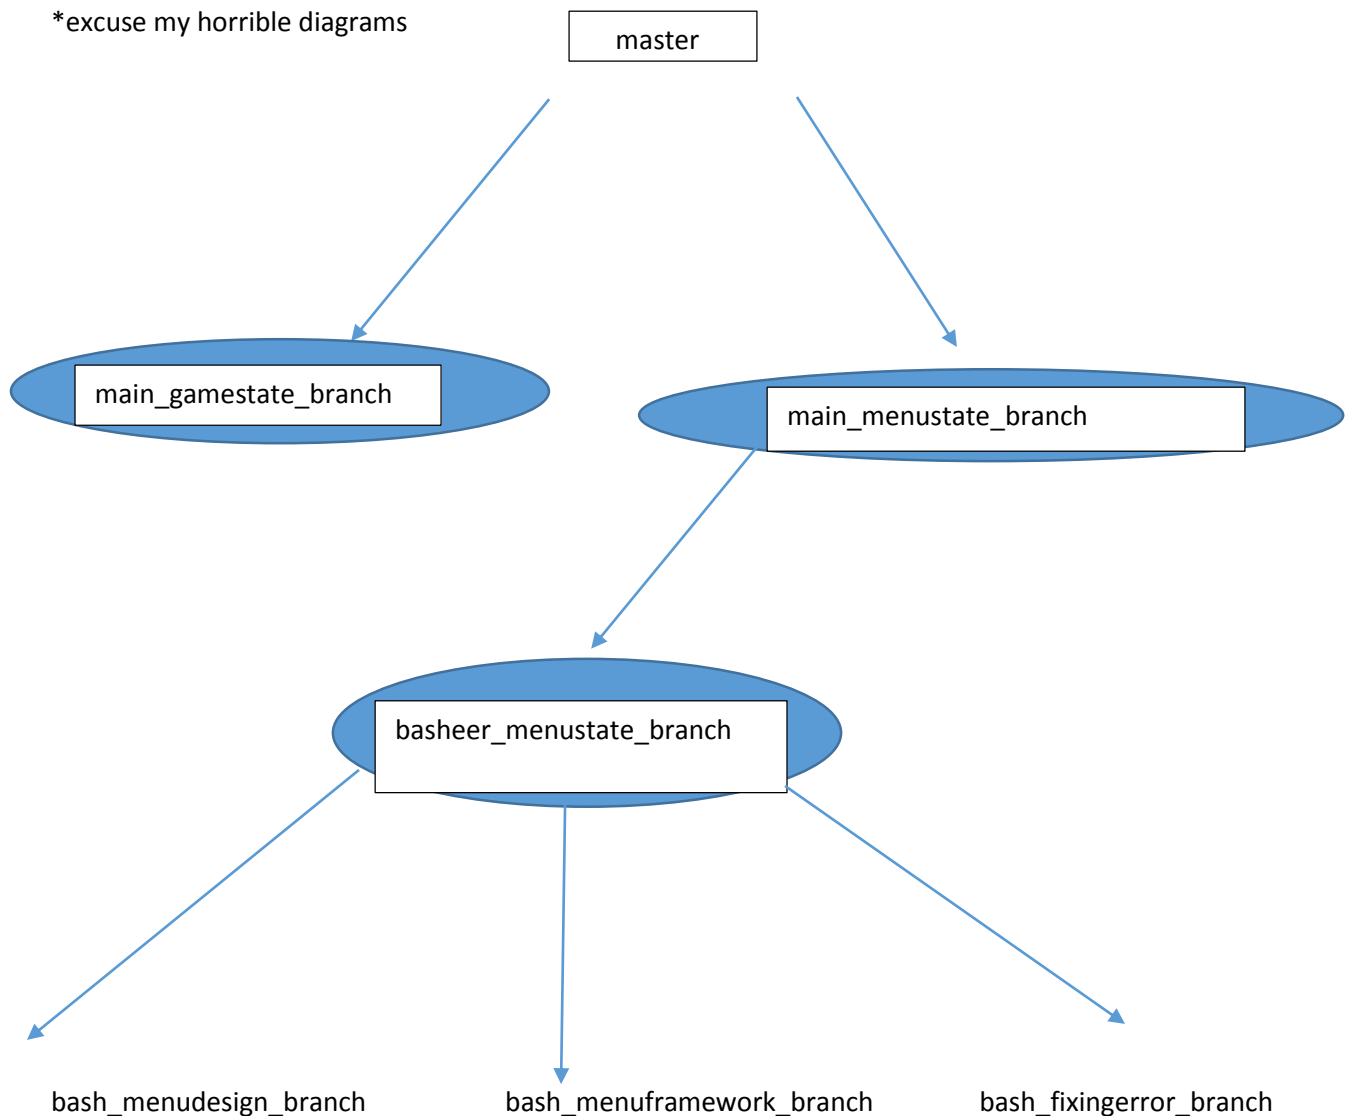 *excuse my horrible diagrams
master
main_gamestate_branch
main_menustate_branch
basheer_menustate_branch
bash_menudesign_branch
bash_menuframework_branch
bash_fixingerror_branch